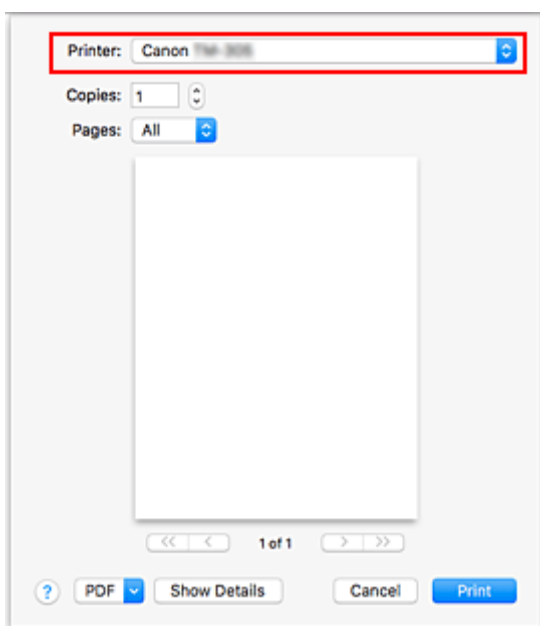 Printer: Canon
Copies: 1
Pages: All
<< < 1 of 1 > >>
? PDF Show Details Cancel Print